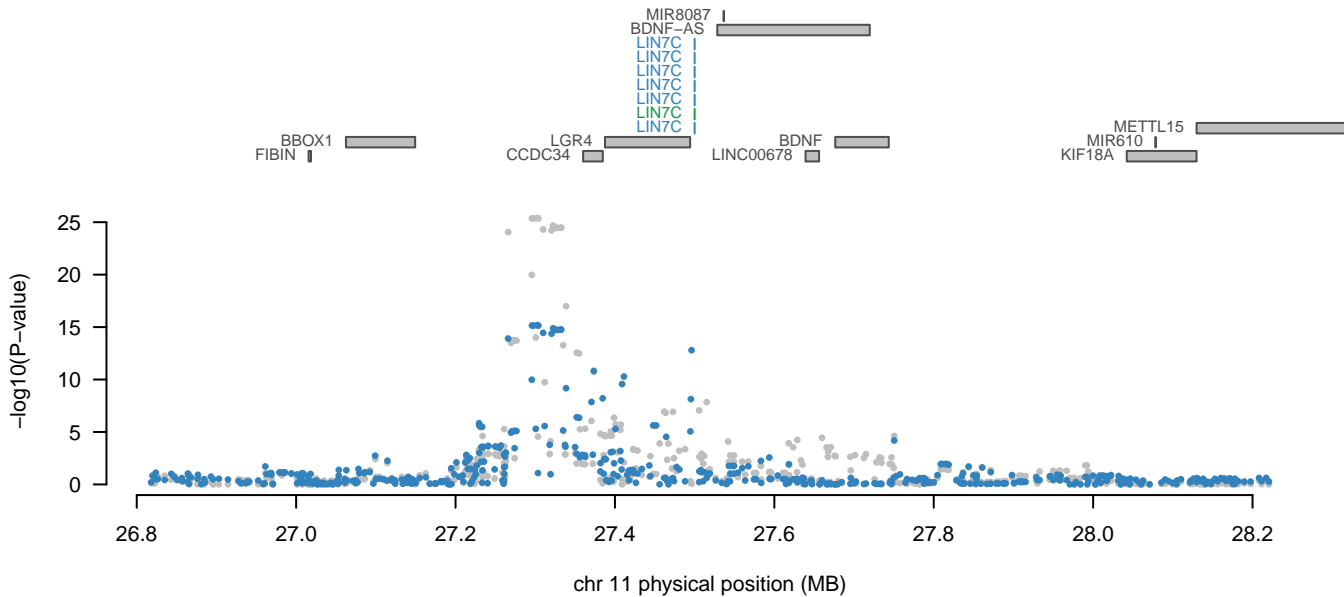 MIR8087
BDNF−AS
LIN7C
LIN7C
LIN7C
LIN7C
LIN7C
LIN7C
LIN7C
METTL15
BBOX1 LGR4 BDNF MIR610
FIBIN CCDC34 LINC00678 KIF18A
25
20
15
10
5
0
−log10(P−value)
26.8 27.0 27.2 27.4 27.6 27.8 28.0 28.2
chr 11 physical position (MB)